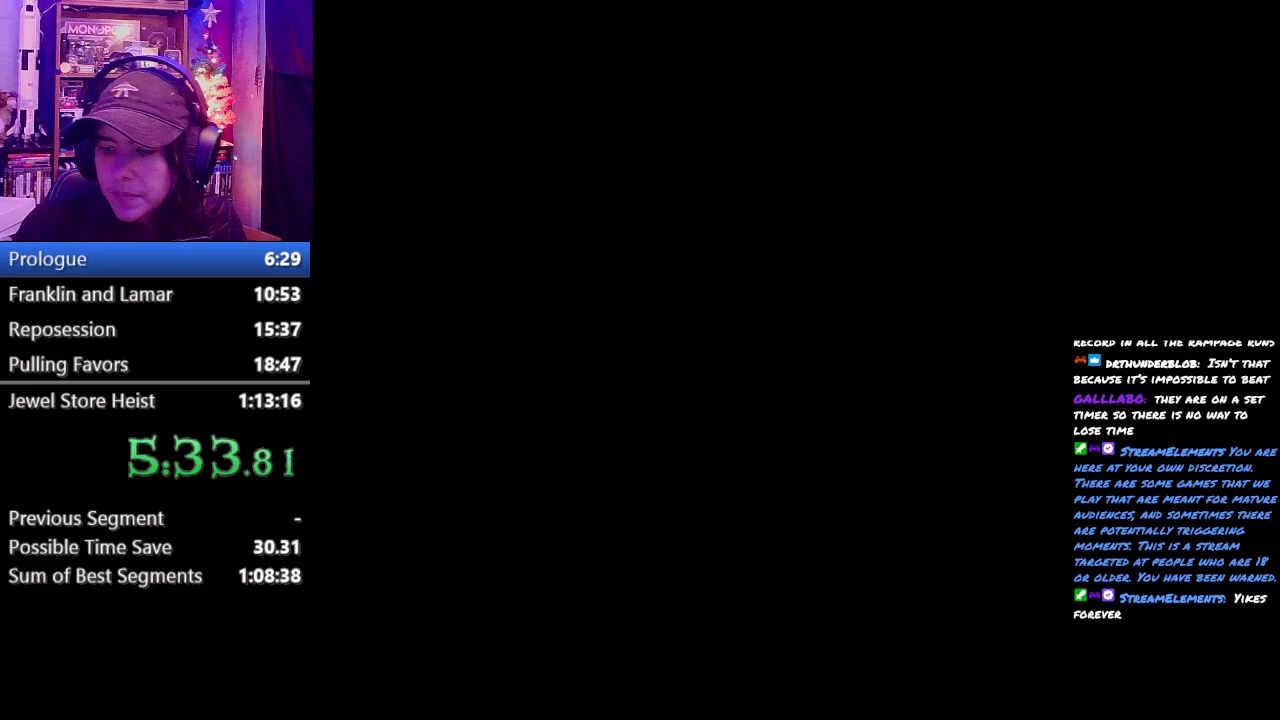 MONOPO
Prologue 6:29
Franklin and Lamar 10:53
Reposession 15:37
Pulling Favors 18:47
Jewel Store Heist 1:13:16
5:33.81
Previous Segment -
Possible Time Save 30.31
Sum of Best Segments 1:08:38
RECORD IN ALL THE RAMPAGE RUNS
DRTHUNDERBLOB: ISN'T THAT
BECAUSE IT'S IMPOSSIBLE TO BEAT
GALLLABO: THEY ARE ON A SET
TIMER SO THERE IS NO WAY TO
LOSE TIME
STREAMELEMENTS YOU ARE
HERE AT YOUR OWN DISCRETION.
THERE ARE SOME GAMES THAT WE
PLAY THAT ARE MEANT FOR MATURE
AUDIENCES, AND SOMETIMES THERE
ARE POTENTIALLY TRIGGERING
MOMENTS. THIS IS A STREAM
TARGETED AT PEOPLE WHO ARE 18
OR OLDER. YOU HAVE BEEN WARNED.
STREAMELEMENTS: YIKES
FOREVER